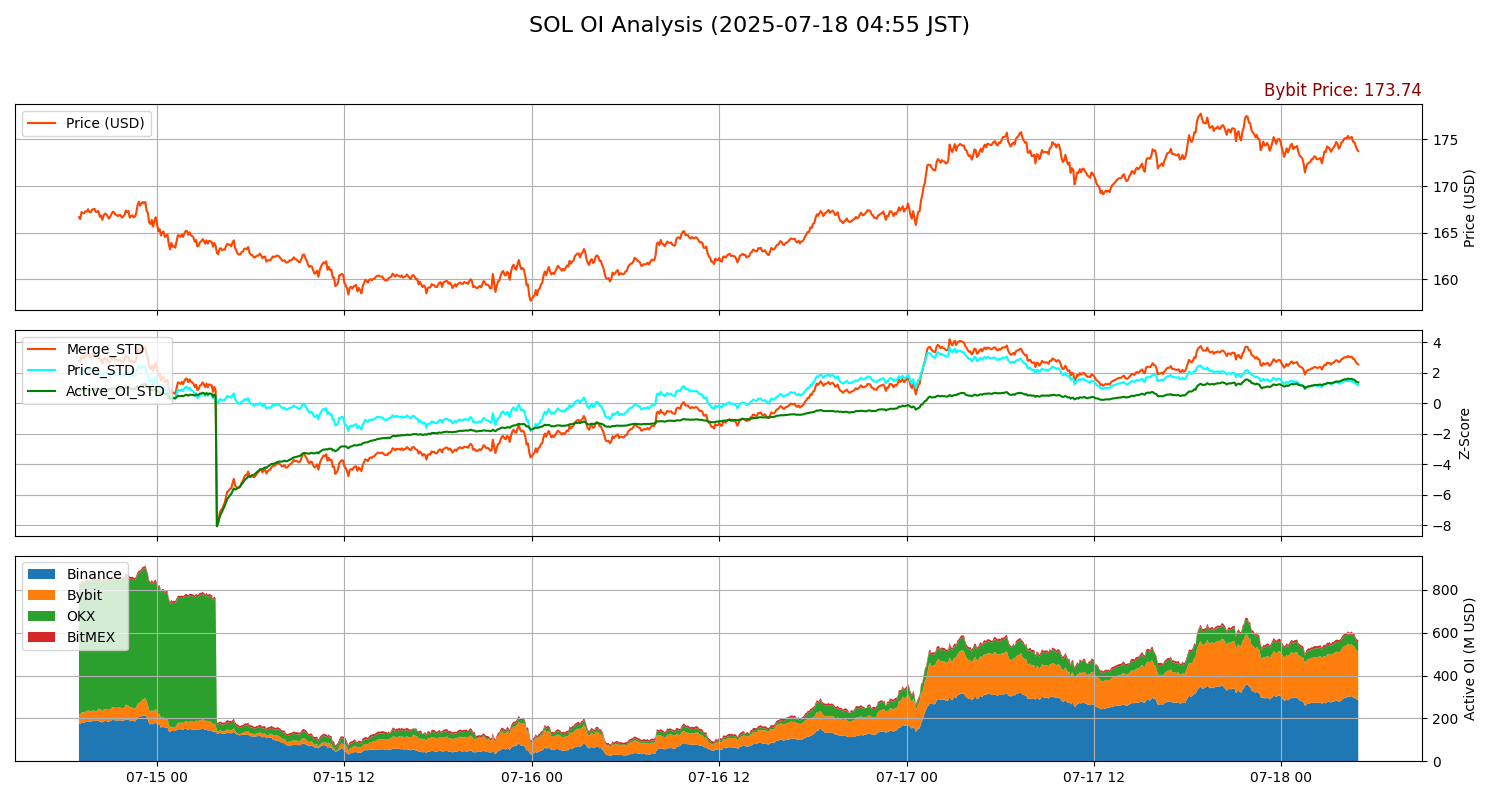 SOL OI Analysis (2025-07-18 04:55 JST)
Bybit Price: 173.74
Price (USD)
175
170
165
160
Price (USD)
Merge_STD
Price_STD
Active_OI_STD
4
2
0
−2
−4
−6
−8
Z-Score
Binance
Bybit
OKX
BitMEX
800
600
400
200
0
Active OI (M USD)
07-15 00
07-15 12
07-16 00
07-16 12
07-17 00
07-17 12
07-18 00